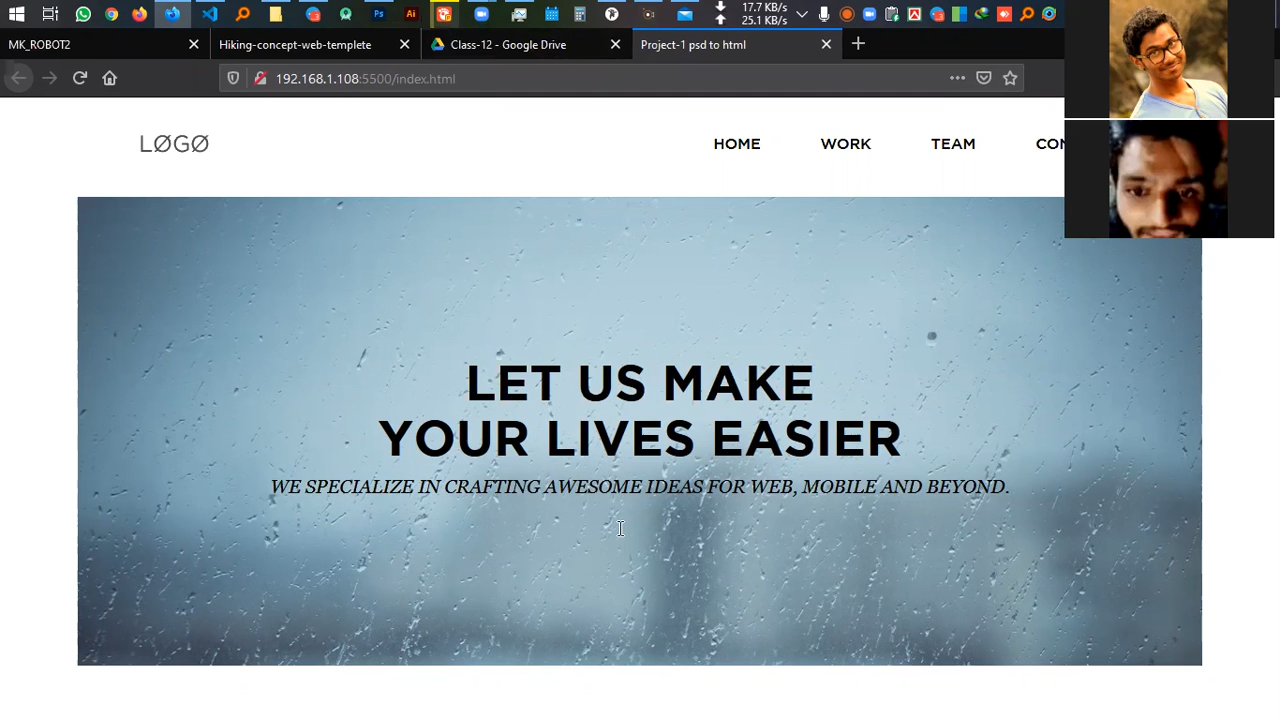 17.7 KB/s
25.1 KB/s
MK_ROBOT2
Hiking-concept-web-templete
Class-12 - Google Drive
Project-1 psd to html
192.168.1.108:5500/index.html
LØGØ
HOME
WORK
TEAM
CON
LET US MAKE
YOUR LIVES EASIER
WE SPECIALIZE IN CRAFTING AWESOME IDEAS FOR WEB, MOBILE AND BEYOND.